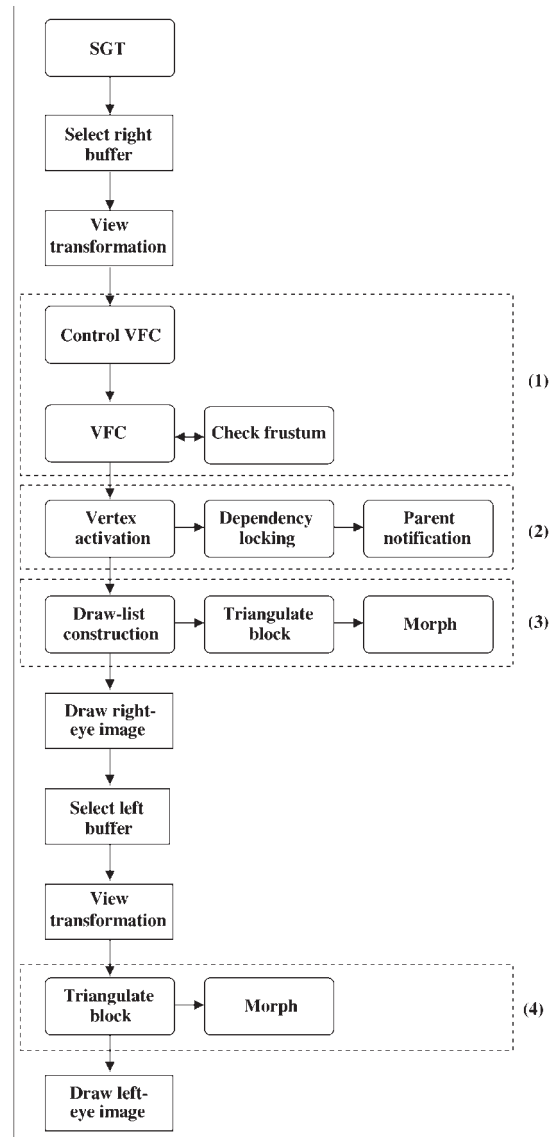 SGT
Select right
buffer
View
transformation
Control VFC
(1)
VFC
Check frustum
Vertex
activation
Dependency
locking
Parent
notification
(2)
Draw-list
construction
Triangulate
block
Morph
(3)
Draw right-
eye image
Select left
buffer
View
transformation
Triangulate
block
Morph
(4)
Draw left-
eye image